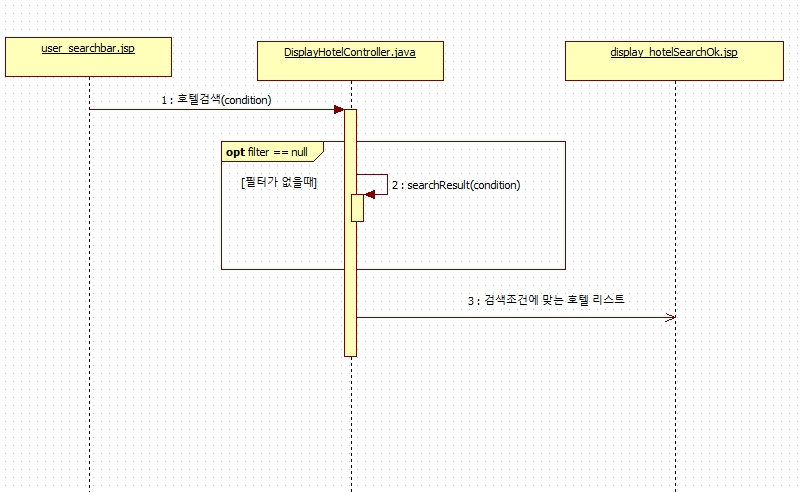 user_searchbar.jsp
DisplayHotelController.java
display_hotelSearchOk.jsp
1 : 호텔검색(condition)
opt filter == null
[필터가 없을때]
2 : searchResult(condition)
3 : 검색조건에 맞는 호텔 리스트